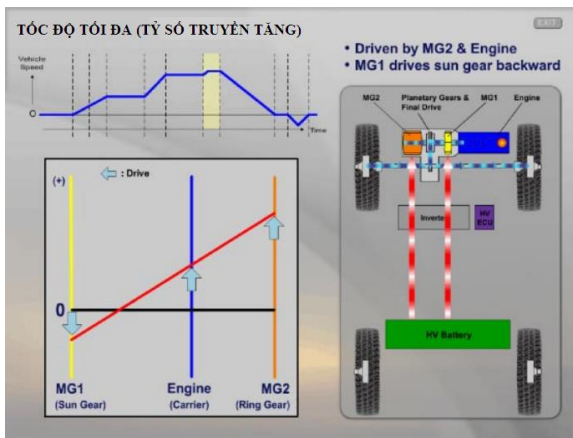 TỐC ĐỘ TỐI ĐA (TỶ SỐ TRUYỀN TĂNG)
EXIT
Vehicle
Speed
O
Time
• Driven by MG2 & Engine
• MG1 drives sun gear backward
MG2
Planetary Gears &
Final Drive
MG1
Engine
Inverter
HV
ECU
HV Battery
(+)
: Drive
0
MG1
(Sun Gear)
Engine
(Carrier)
MG2
(Ring Gear)